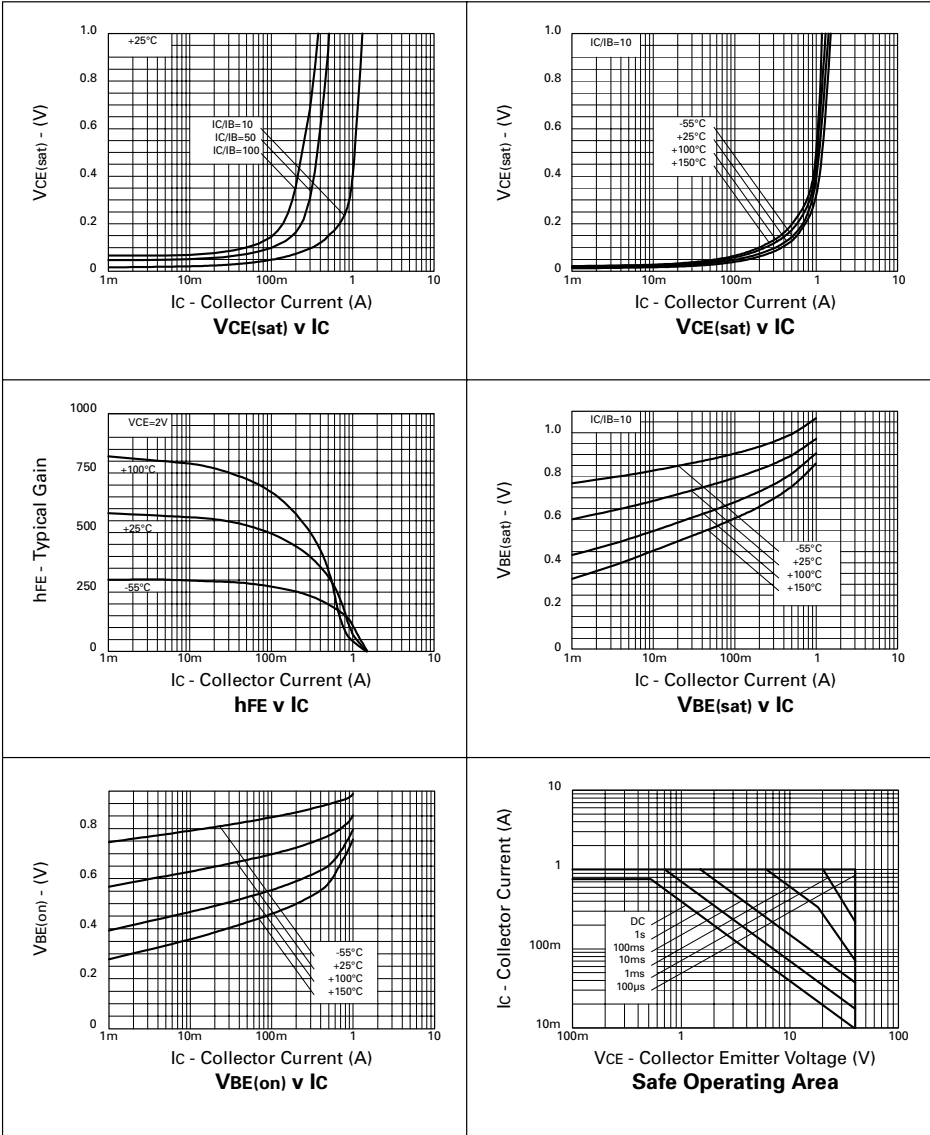 1.0
+25°C
0.8
0.6
IC/IB=10
IC/IB=50
IC/IB=100
0.4
0.2
0
1m 10m 100m 1 10
VCE(sat) - (V)
IC - Collector Current (A)
VCE(sat) v IC
1.0
IC/IB=10
0.8
0.6
-55°C
+25°C
+100°C
+150°C
0.4
0.2
0
1m 10m 100m 1 10
VCE(sat) - (V)
IC - Collector Current (A)
VCE(sat) v IC
1000
VCE=2V
750
+100°C
500
+25°C
250
-55°C
0
1m 10m 100m 1 10
hFE - Typical Gain
IC - Collector Current (A)
hFE v IC
1.0
IC/IB=10
0.8
0.6
0.4
-55°C
+25°C
+100°C
+150°C
0.2
0
1m 10m 100m 1 10
VBE(sat) - (V)
IC - Collector Current (A)
VBE(sat) v IC
0.8
0.6
0.4
-55°C
+25°C
+100°C
+150°C
0.2
0
1m 10m 100m 1 10
VBE(on) - (V)
IC - Collector Current (A)
VBE(on) v IC
10
1
DC
1s
100ms
10ms
1ms
100µs
100m
10m
100m 1 10 100
IC - Collector Current (A)
VCE - Collector Emitter Voltage (V)
Safe Operating Area